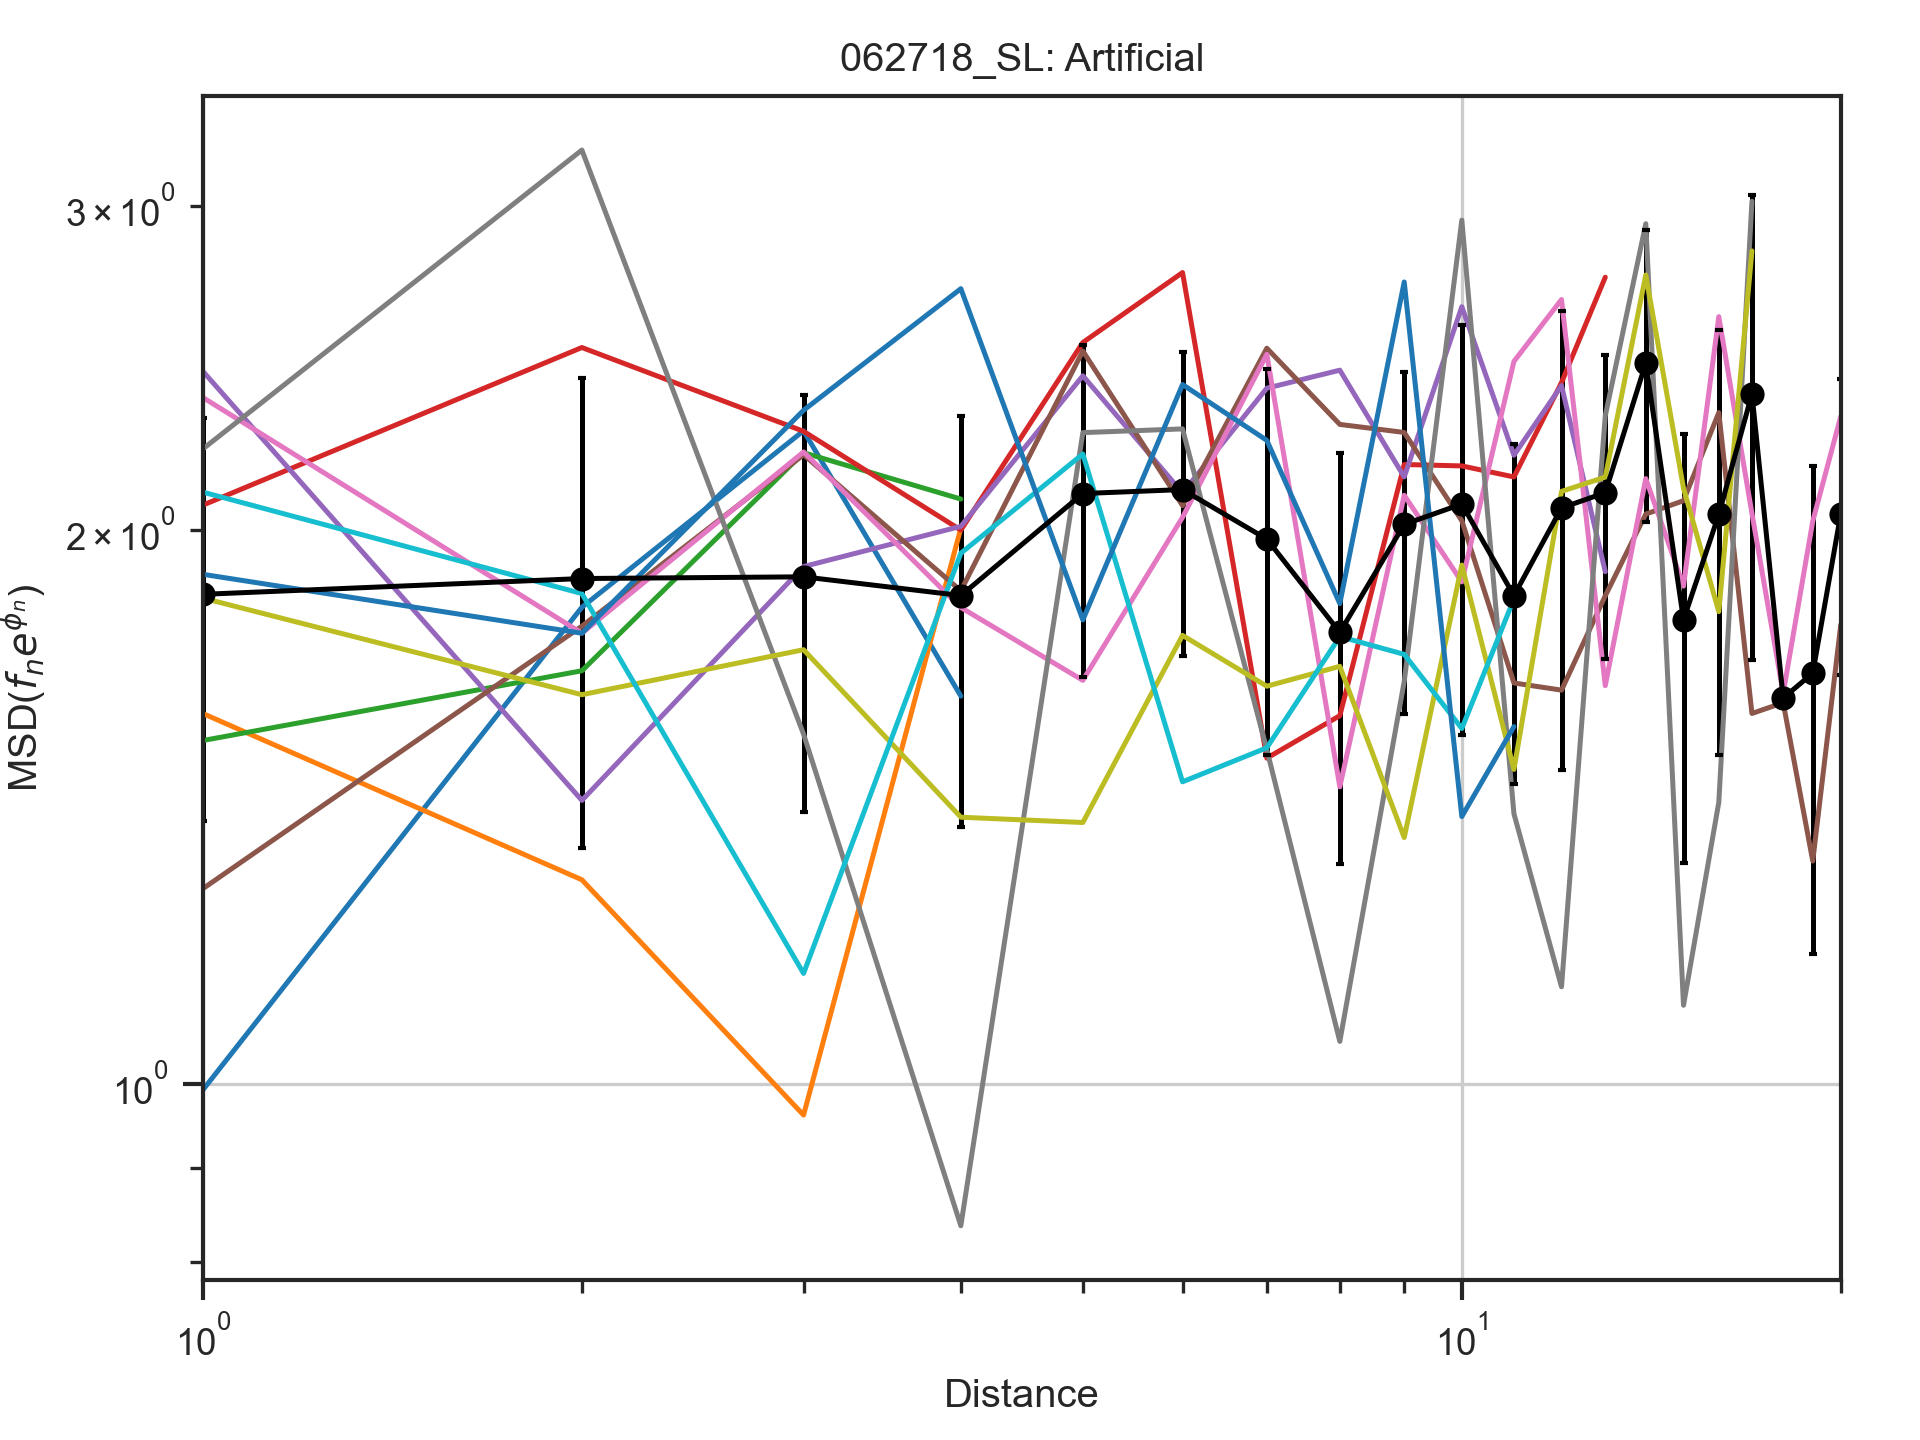 062718_SL: Artificial
MSD(fₙe^ϕₙ)
3 × 10⁰
2 × 10⁰
10⁰
10⁰
10¹
Distance